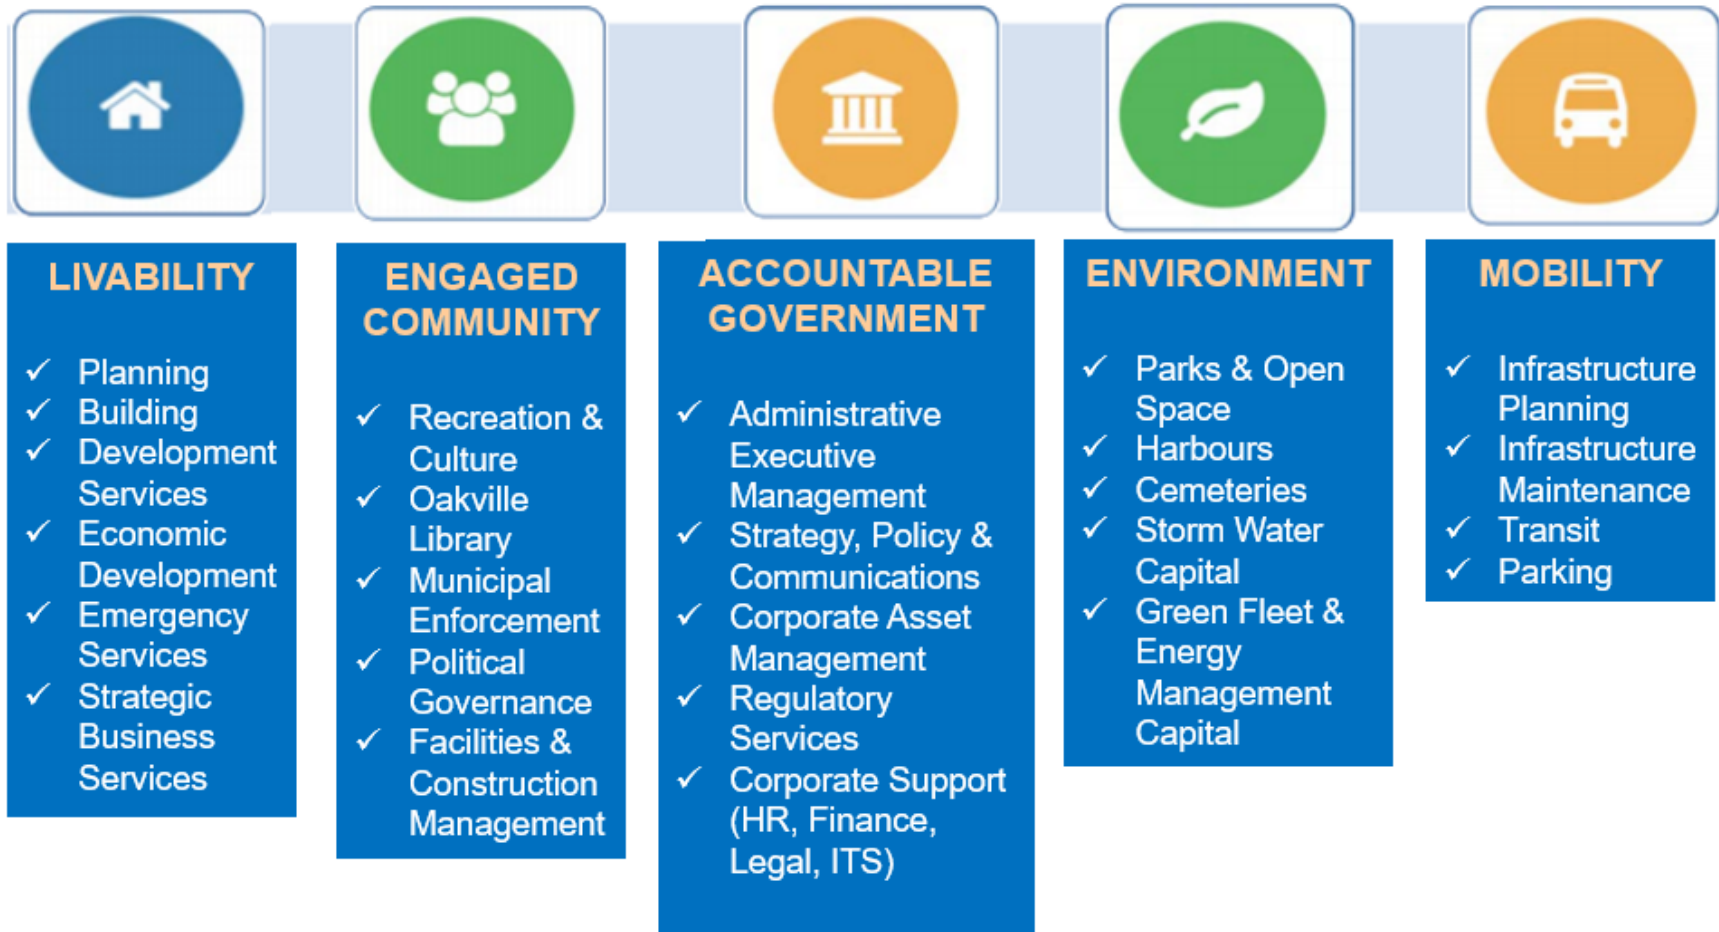 LIVABILITY
✓ Planning
✓ Building
✓ Development
Services
✓ Economic
Development
✓ Emergency
Services
✓ Strategic
Business
Services
ENGAGED
COMMUNITY
✓ Recreation &
Culture
✓ Oakville
Library
✓ Municipal
Enforcement
✓ Political
Governance
✓ Facilities &
Construction
Management
ACCOUNTABLE
GOVERNMENT
✓ Administrative
Executive
Management
✓ Strategy, Policy &
Communications
✓ Corporate Asset
Management
✓ Regulatory
Services
✓ Corporate Support
(HR, Finance,
Legal, ITS)
ENVIRONMENT
✓ Parks & Open
Space
✓ Harbours
✓ Cemeteries
✓ Storm Water
Capital
✓ Green Fleet &
Energy
Management
Capital
MOBILITY
✓ Infrastructure
Planning
✓ Infrastructure
Maintenance
✓ Transit
✓ Parking